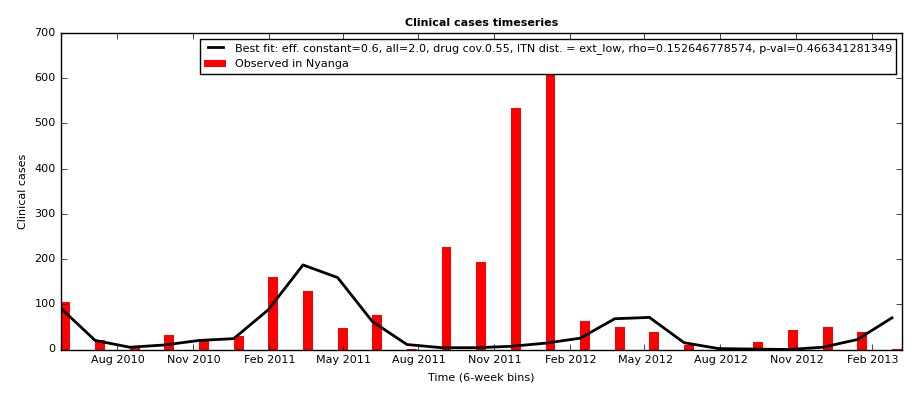 Clinical cases timeseries
Best fit: eff. constant=0.6, all=2.0, drug cov.0.55, ITN dist. = ext_low, rho=0.152646778574, p-val=0.466341281349
Observed in Nyanga
700
600
500
400
300
200
100
0
Clinical cases
Aug 2010 Nov 2010 Feb 2011 May 2011 Aug 2011 Nov 2011 Feb 2012 May 2012 Aug 2012 Nov 2012 Feb 2013
Time (6-week bins)